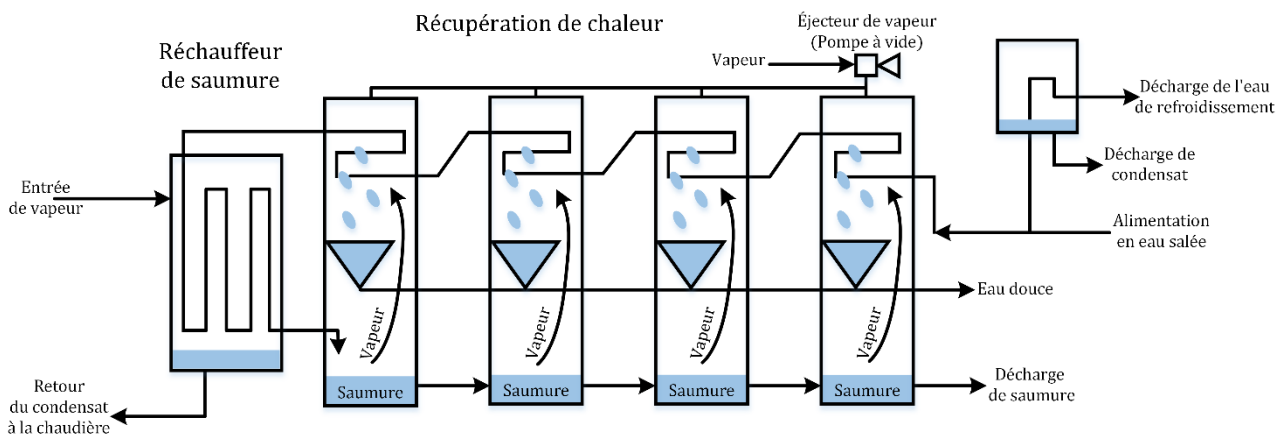 Récupération de chaleur
Éjecteur de vapeur
(Pompe à vide)
Vapeur
Réchauffeur
de saumure
Décharge de l'eau
de refroidissement
Décharge de
condensat
Entrée
de vapeur
Alimentation
en eau salée
Eau douce
Vapeur
Vapeur
Vapeur
Vapeur
Saumure
Saumure
Saumure
Saumure
Décharge
de saumure
Retour
du condensat
à la chaudière